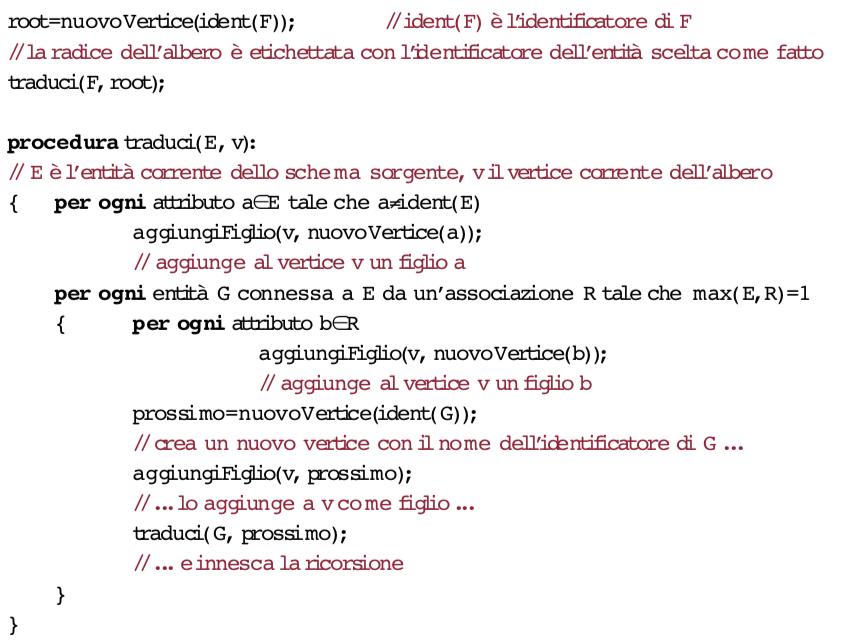 root=nuovoVertice(ident(F)); //ident(F) è l'identificatore di F
//la radice dell'albero è etichettata con l'identificatore dell'entità scelta come fatto
traduci(F, root);
procedura traduci(E, v):
// E è l'entità corrente dello schema sorgente, v il vertice corrente dell'albero
{ per ogni attributo a∈E tale che a≠ident(E)
aggiungiFiglio(v, nuovoVertice(a));
// aggiunge al vertice v un figlio a
per ogni entità G connessa a E da un'associazione R tale che max(E,R)=1
{ per ogni attributo b∈R
aggiungiFiglio(v, nuovoVertice(b));
// aggiunge al vertice v un figlio b
prossimo=nuovoVertice(ident(G));
// crea un nuovo vertice con il nome dell'identificatore di G ...
aggiungiFiglio(v, prossimo);
// ... lo aggiunge a v come figlio ...
traduci(G, prossimo);
// ... e innesca la ricorsione
}
}